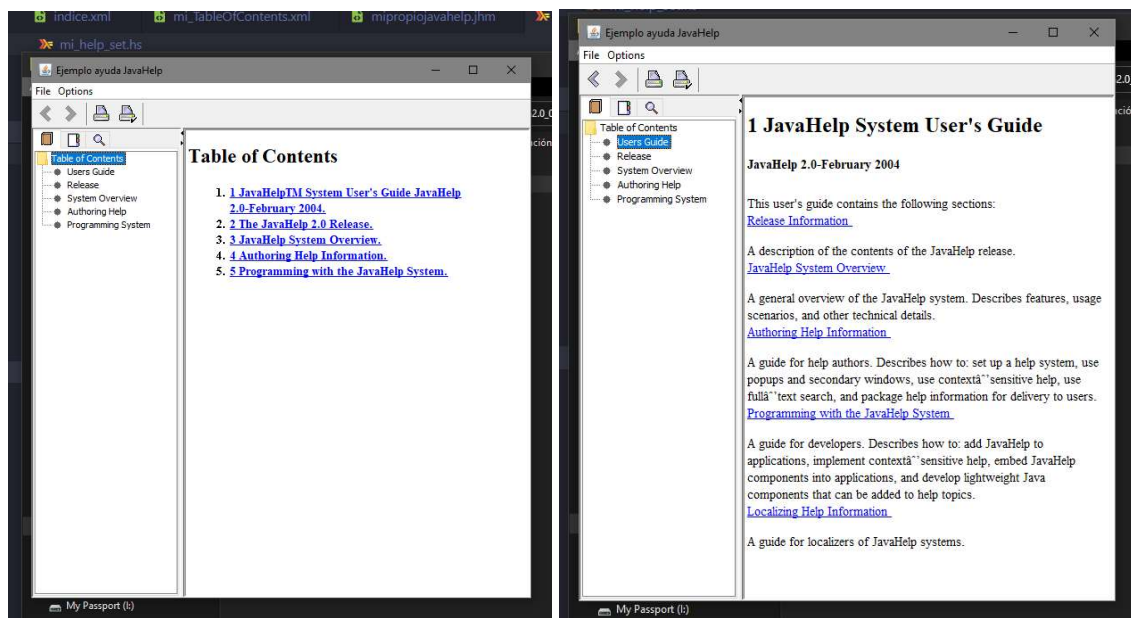 indice.xml
mi_TableOfContents.xml
mipropiojavahelp.jhm
mi_help_set.hs
Ejemplo ayuda JavaHelp
File Options
2.0_0
ción
Table of Contents
Users Guide
Release
System Overview
Authoring Help
Programming System
Table of Contents
1. 1 JavaHelpTM System User's Guide JavaHelp
2.0-February 2004.
2. 2 The JavaHelp 2.0 Release.
3. 3 JavaHelp System Overview.
4. 4 Authoring Help Information.
5. 5 Programming with the JavaHelp System.
My Passport (I:)
Ejemplo ayuda JavaHelp
File Options
2.0_
ció
Table of Contents
Users Guide
Release
System Overview
Authoring Help
Programming System
1 JavaHelp System User's Guide
JavaHelp 2.0-February 2004
This user's guide contains the following sections:
Release Information
A description of the contents of the JavaHelp release.
JavaHelp System Overview
A general overview of the JavaHelp system. Describes features, usage
scenarios, and other technical details.
Authoring Help Information
A guide for help authors. Describes how to: set up a help system, use
popups and secondary windows, use contextâˆ’sensitive help, use
fullâˆ’text search, and package help information for delivery to users.
Programming with the JavaHelp System
A guide for developers. Describes how to: add JavaHelp to
applications, implement contextâˆ’sensitive help, embed JavaHelp
components into applications, and develop lightweight Java
components that can be added to help topics.
Localizing Help Information
A guide for localizers of JavaHelp systems.
My Passport (I:)